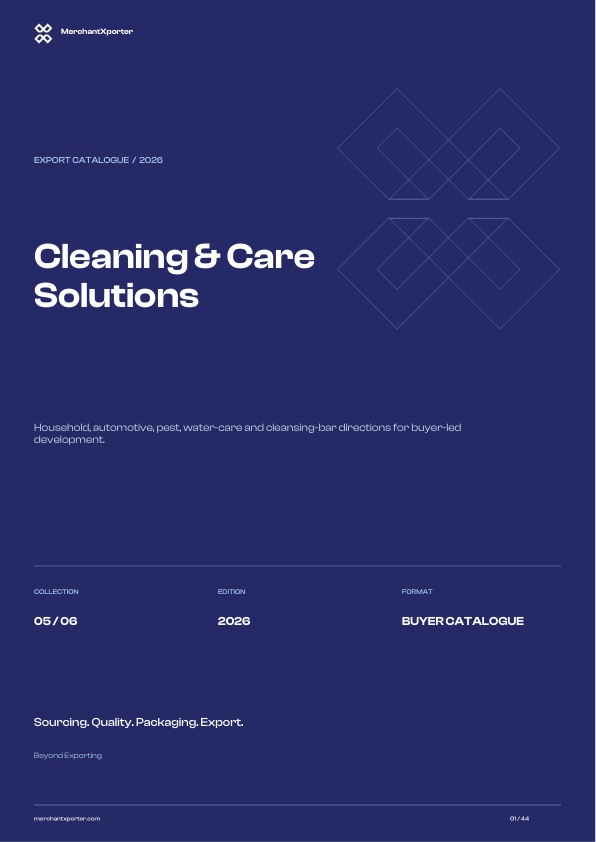 MerchantXporter
EXPORT CATALOGUE / 2026
Cleaning & Care
Solutions
Household, automotive, pest, water-care and cleansing-bar directions for buyer-led
development.
COLLECTION
EDITION
FORMAT
05 / 06
2026
BUYER CATALOGUE
Sourcing. Quality. Packaging. Export.
Beyond Exporting
merchantxporter.com
01 / 44